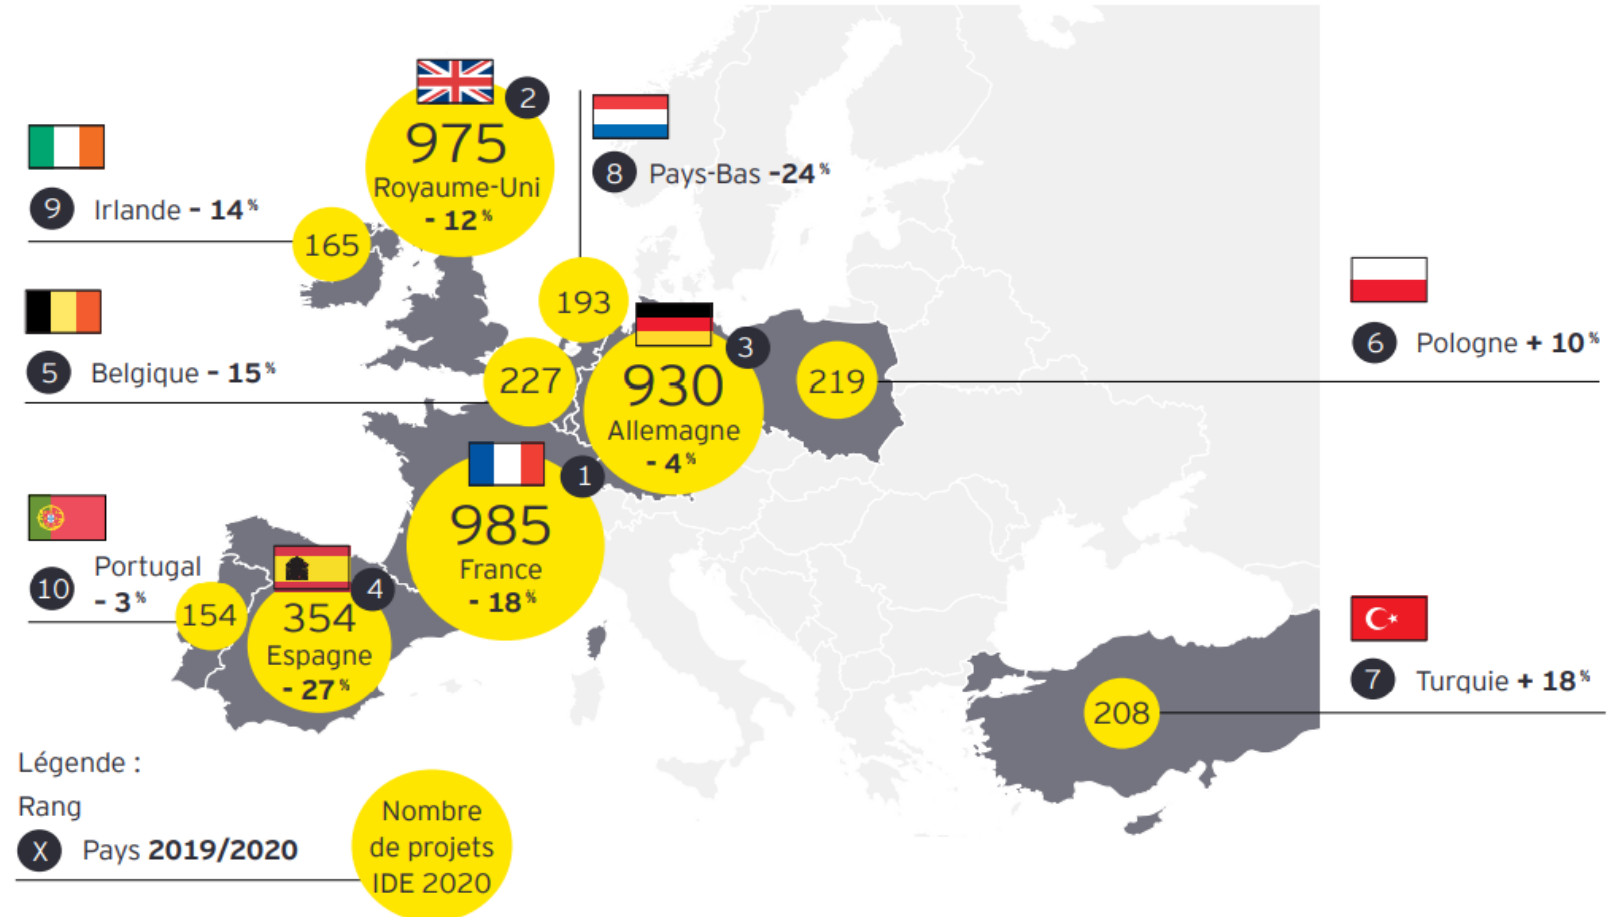 2
975
Royaume-Uni
- 12 %
8 Pays-Bas -24 %
9 Irlande - 14 %
165
193
6 Pologne + 10 %
3
5 Belgique - 15 %
227
930
Allemagne
- 4 %
219
1
985
France
- 18 %
10 Portugal
- 3 %
154
4
354
Espagne
- 27 %
7 Turquie + 18 %
208
Légende :
Rang
X Pays 2019/2020
Nombre
de projets
IDE 2020